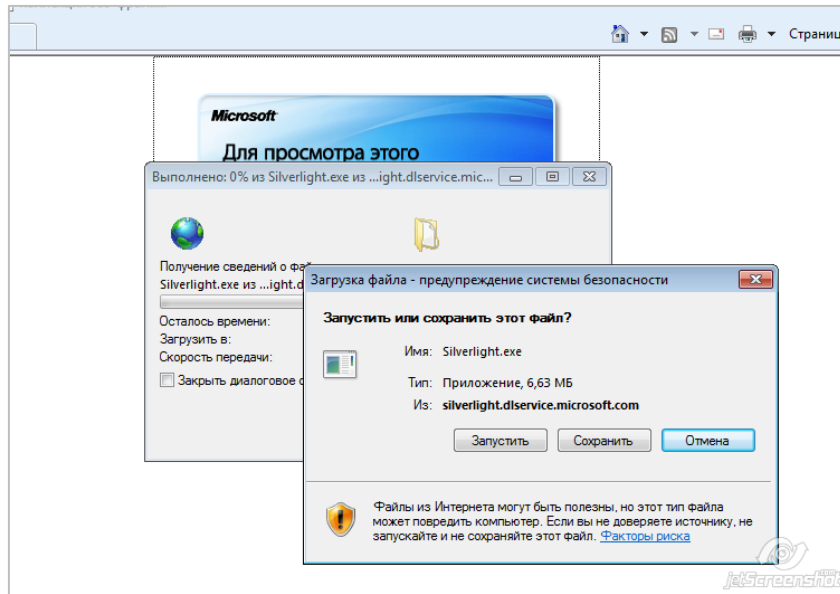 Microsoft
Для просмотра этого
Выполнено: 0% из Silverlight.exe из ...ight.dlservice.mic...
Получение сведений о
Silverlight.exe из ...ight.d
Осталось времени:
Загрузить в:
Скорость передачи:
Закрыть диалоговое
Загрузка файла - предупреждение системы безопасности
Запустить или сохранить этот файл?
Имя: Silverlight.exe
Тип: Приложение, 6,63 МБ
Из: silverlight.dlservice.microsoft.com
Запустить Сохранить Отмена
Файлы из Интернета могут быть полезны, но этот тип файла
может повредить компьютер. Если вы не доверяете источнику, не
запускайте и не сохраняйте этот файл. Факторы риска
jetScreenshot